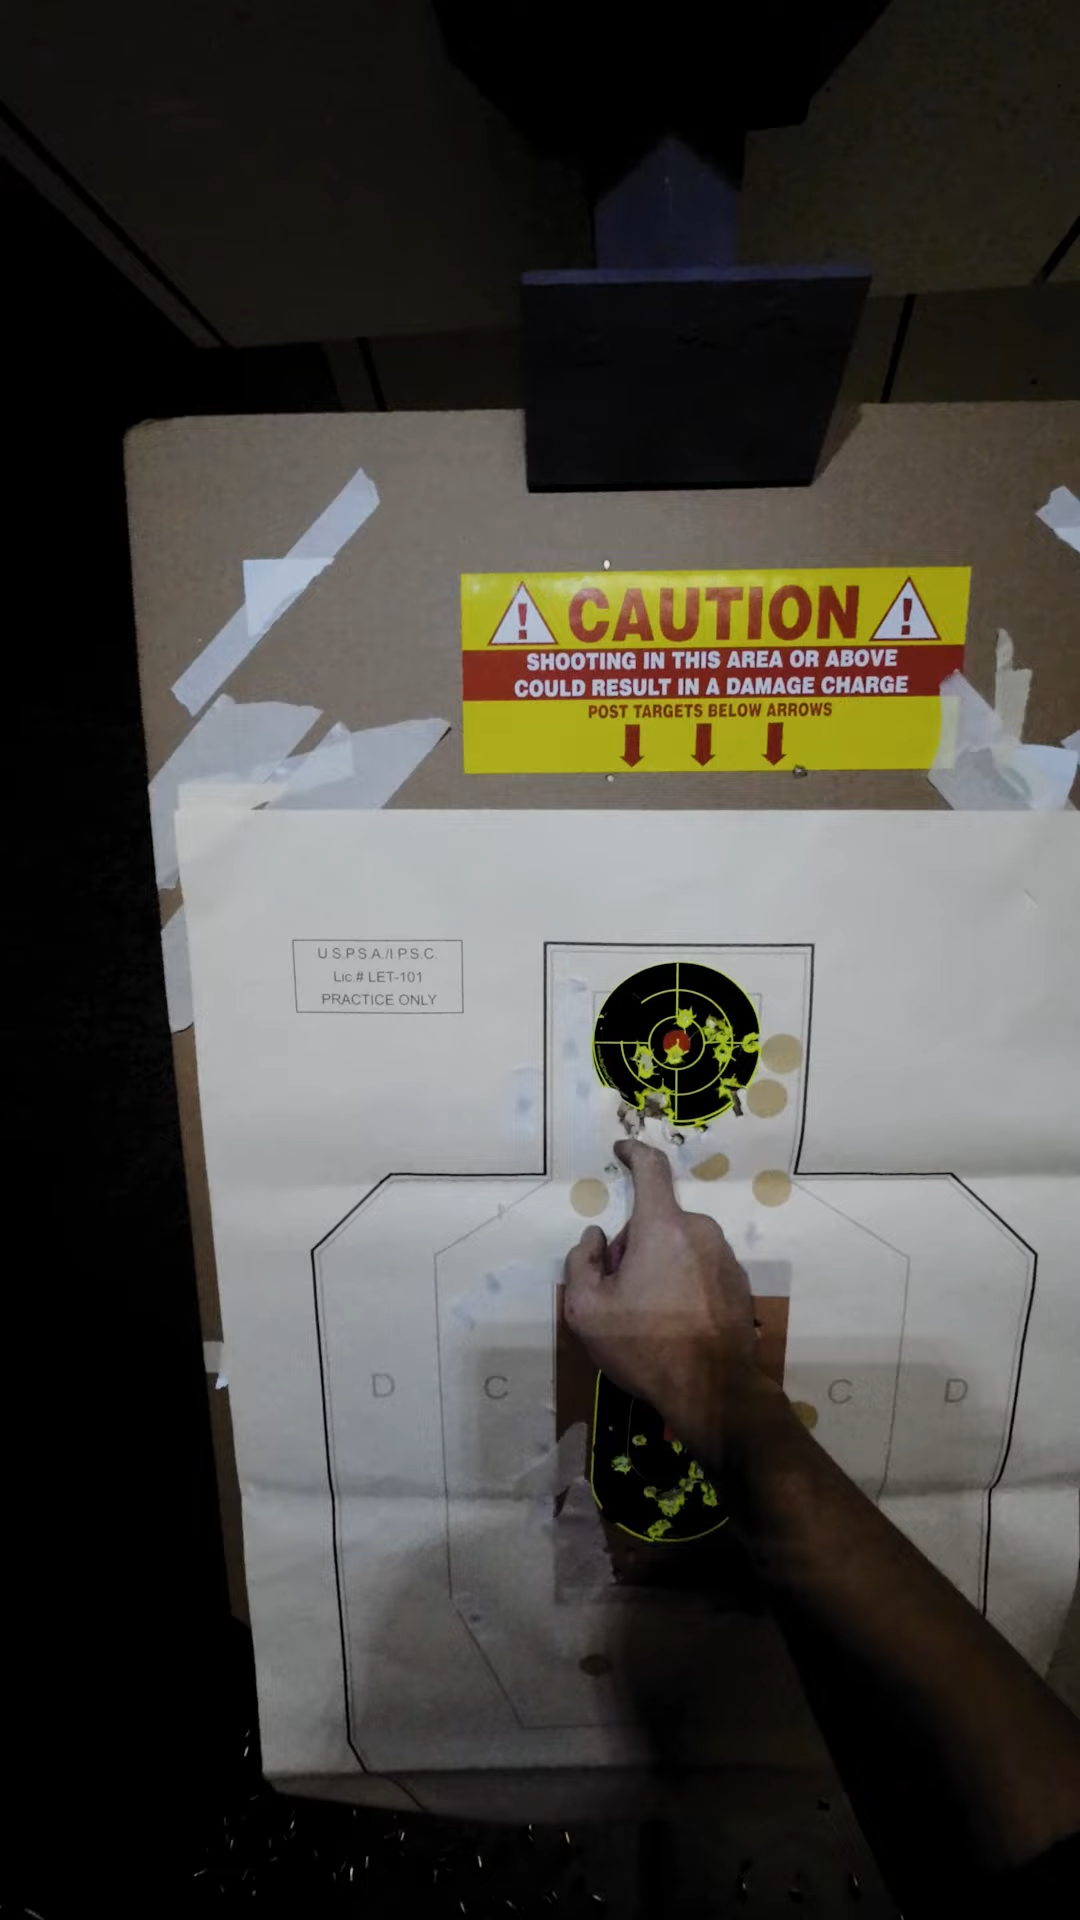 CAUTION
SHOOTING IN THIS AREA OR ABOVE
COULD RESULT IN A DAMAGE CHARGE
POST TARGETS BELOW ARROWS
U.S.P.S.A./I.P.S.C.
Lic.# LET-101
PRACTICE ONLY
D C C D